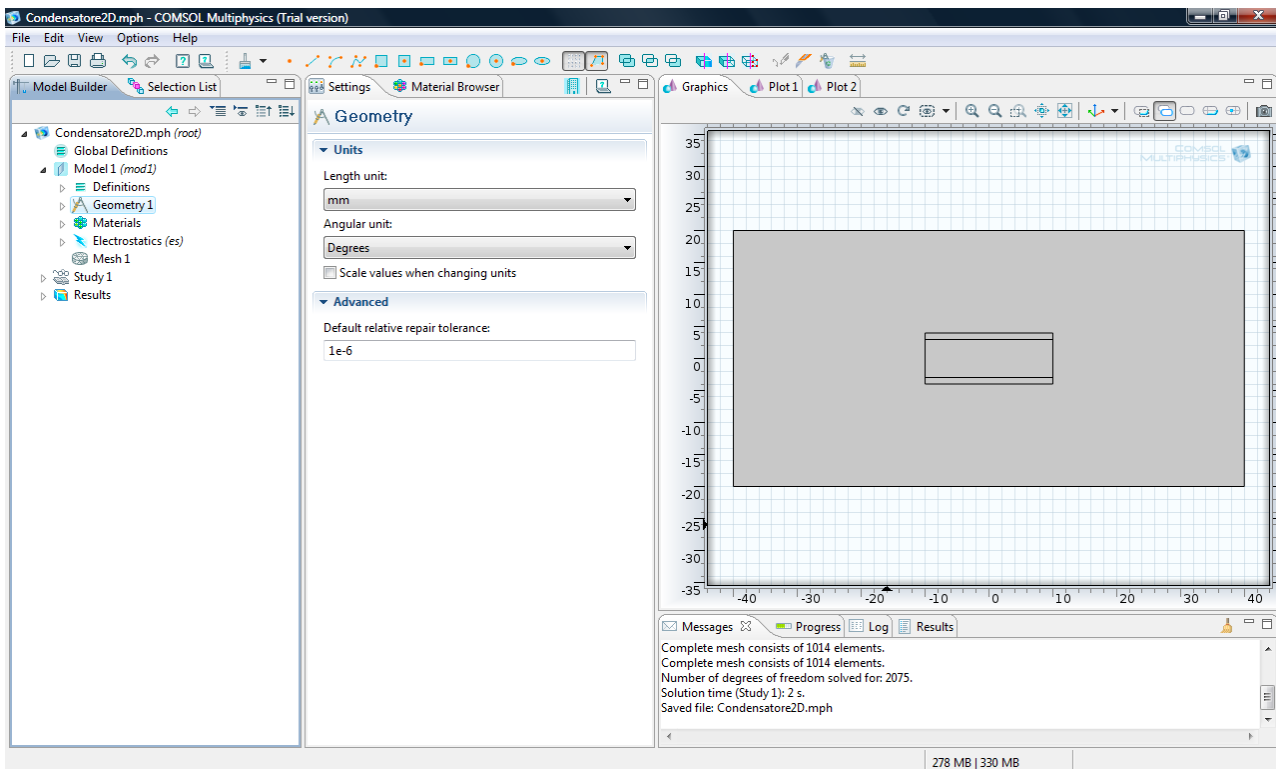 Condensatore2D.mph - COMSOL Multiphysics (Trial version)
File Edit View Options Help
Model Builder Selection List
Condensatore2D.mph (root)
Global Definitions
Model 1 (mod1)
Definitions
Geometry 1
Materials
Electrostatics (es)
Mesh 1
Study 1
Results
Settings Material Browser
Geometry
Units
Length unit:
mm
Angular unit:
Degrees
Scale values when changing units
Advanced
Default relative repair tolerance:
1e-6
Graphics Plot 1 Plot 2
COMSOL
MULTIPHYSICS
35
30
25
20
15
10
5
0
-5
-10
-15
-20
-25
-30
-35
-40 -30 -20 -10 0 10 20 30 40
Messages Progress Log Results
Complete mesh consists of 1014 elements.
Complete mesh consists of 1014 elements.
Number of degrees of freedom solved for: 2075.
Solution time (Study 1): 2 s.
Saved file: Condensatore2D.mph
278 MB | 330 MB